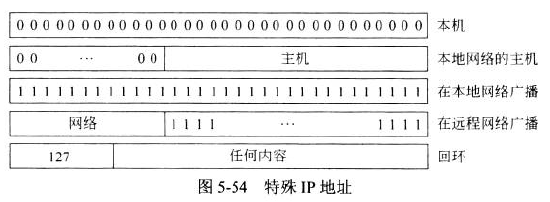 0 0 0 0 0 0 0 0 0 0 0 0 0 0 0 0 0 0 0 0 0 0 0 0 0 0 0 0 0 0 0 0 本机
0 0 ··· 0 0 主机 本地网络的主机
1 1 1 1 1 1 1 1 1 1 1 1 1 1 1 1 1 1 1 1 1 1 1 1 1 1 1 1 1 1 1 1 在本地网络广播
网络 1 1 1 1 ··· 1 1 1 1 在远程网络广播
127 任何内容 回环
图 5-54 特殊 IP 地址